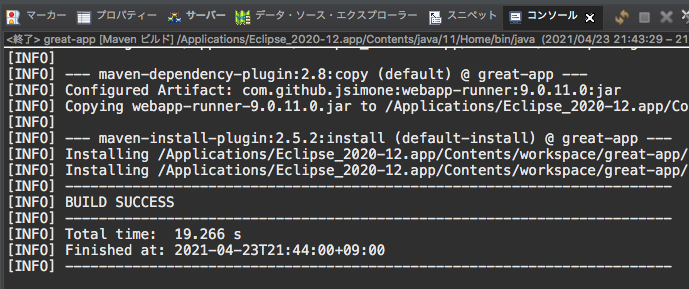 マーカー プロパティー サーバー データ・ソース・エクスプローラー スニペット コンソール
<終了> great-app [Maven ビルド] /Applications/Eclipse_2020-12.app/Contents/java/11/Home/bin/java (2021/04/23 21:43:29 – 21
[INFO]
[INFO] --- maven-dependency-plugin:2.8:copy (default) @ great-app ---
[INFO] Configured Artifact: com.github.jsimone:webapp-runner:9.0.11.0:jar
[INFO] Copying webapp-runner-9.0.11.0.jar to /Applications/Eclipse_2020-12.app/Co
[INFO]
[INFO] --- maven-install-plugin:2.5.2:install (default-install) @ great-app ---
[INFO] Installing /Applications/Eclipse_2020-12.app/Contents/workspace/great-app/
[INFO] Installing /Applications/Eclipse_2020-12.app/Contents/workspace/great-app/
[INFO] ------------------------------------------------------------------------
[INFO] BUILD SUCCESS
[INFO] ------------------------------------------------------------------------
[INFO] Total time:  19.266 s
[INFO] Finished at: 2021-04-23T21:44:00+09:00
[INFO] ------------------------------------------------------------------------